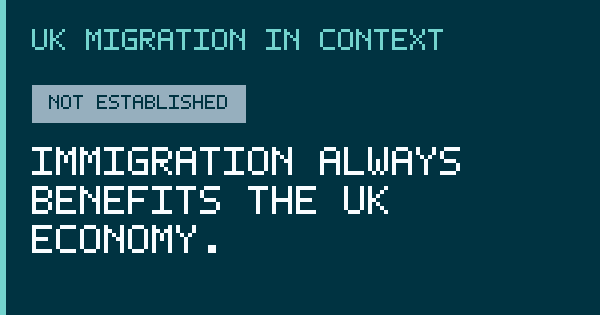 UK MIGRATION IN CONTEXT
NOT ESTABLISHED
IMMIGRATION ALWAYS
BENEFITS THE UK
ECONOMY.